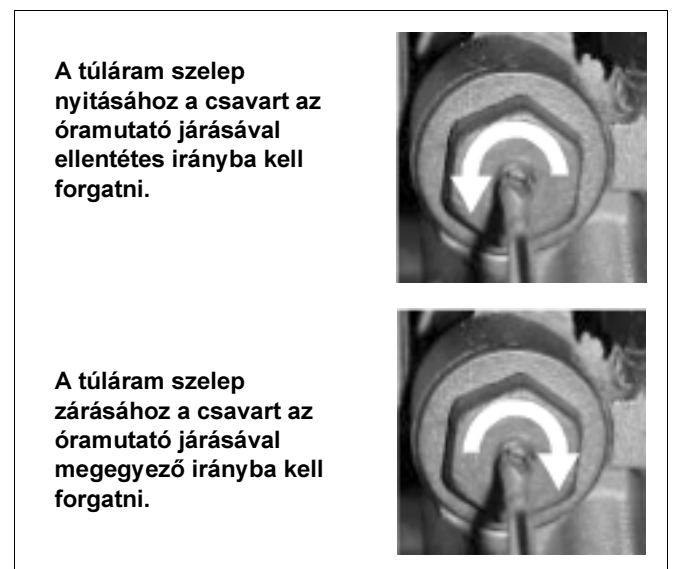 A túláram szelep
nyitásához a csavart az
óramutató járásával
ellentétes irányba kell
forgatni.
A túláram szelep
zárásához a csavart az
óramutató járásával
megegyező irányba kell
forgatni.